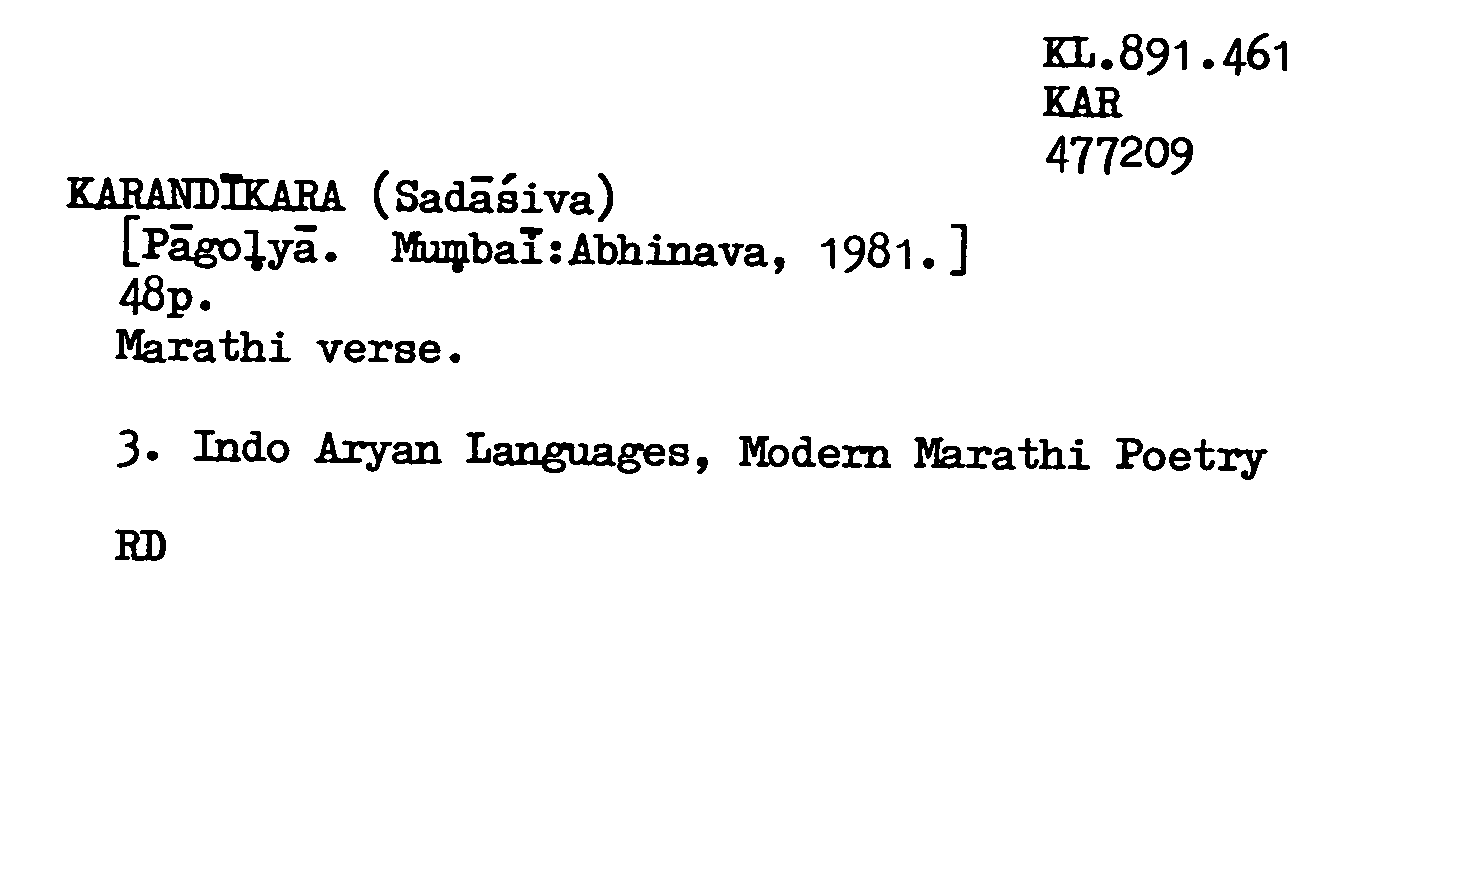 KL.891.461
KAR
477209
KARANDĪKARA (Sadāśiva)
[Pāgoḷyā. Muṃbaī:Abhinava, 1981.]
48p.
Marathi verse.
3. Indo Aryan Languages, Modern Marathi Poetry
RD